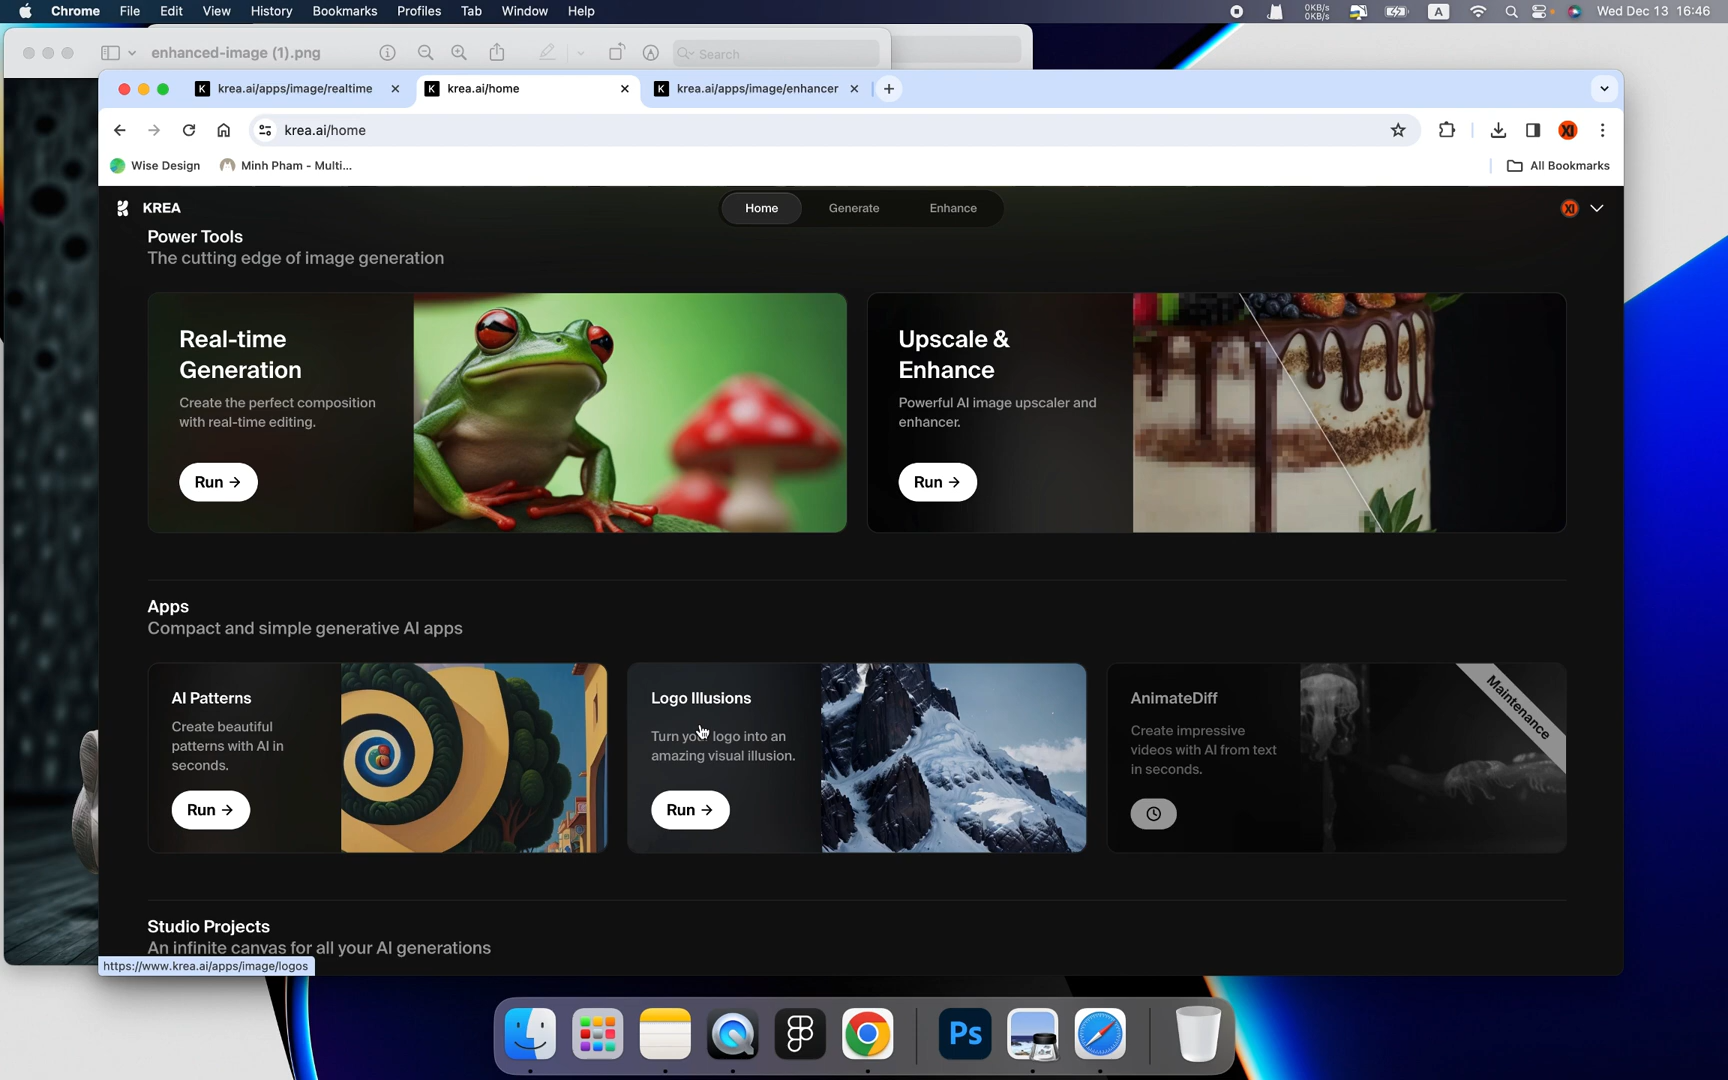 Chrome File Edit View History Bookmarks Profiles Tab Window Help 0KB/s 0KB/s A Wed Dec 13 16:46
enhanced-image (1).png Search
krea.ai/apps/image/realtime krea.ai/home krea.ai/apps/image/enhancer
krea.ai/home XI
Wise Design Minh Pham - Multi... All Bookmarks
KREA Home Generate Enhance XI
Power Tools
The cutting edge of image generation
Real-time
Generation
Create the perfect composition
with real-time editing.
Run →
Upscale &
Enhance
Powerful AI image upscaler and
enhancer.
Run →
Apps
Compact and simple generative AI apps
AI Patterns
Create beautiful
patterns with AI in
seconds.
Run →
Logo Illusions
Turn your logo into an
amazing visual illusion.
Run →
AnimateDiff
Create impressive
videos with AI from text
in seconds.
Maintenance
Studio Projects
An infinite canvas for all your AI generations
https://www.krea.ai/apps/image/logos
Ps